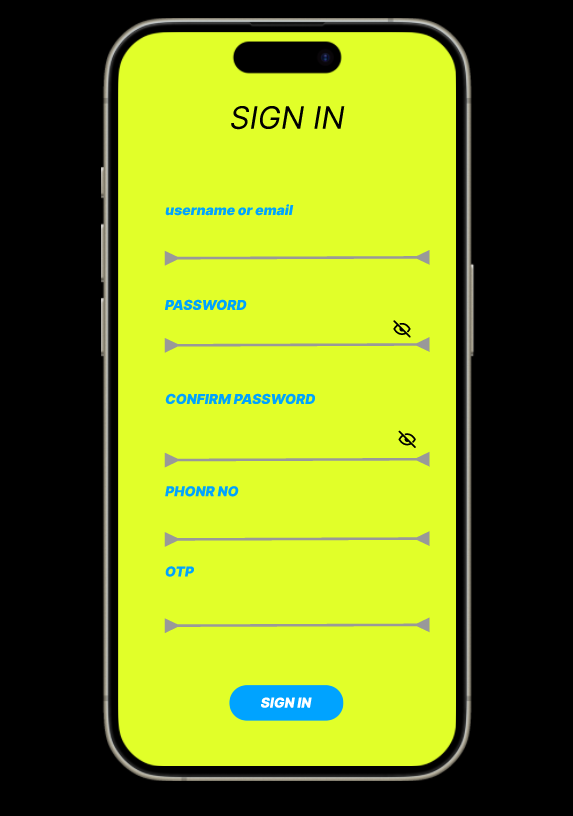 SIGN IN
username or email
PASSWORD
CONFIRM PASSWORD
PHONR NO
OTP
SIGN IN